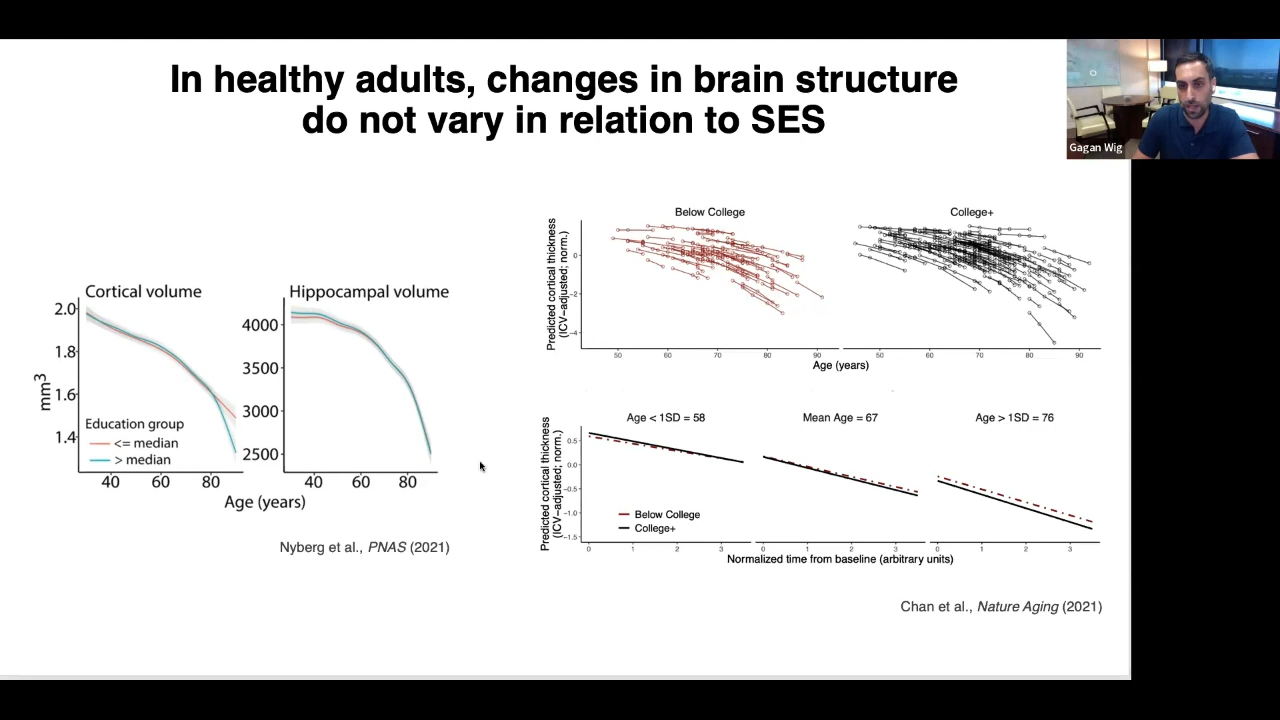 In healthy adults, changes in brain structure
do not vary in relation to SES
Gagan Wig
Cortical volume
Hippocampal volume
2.0
1.8
1.6
1.4
mm3
Education group
<= median
> median
40 60 80
4000
3500
3000
2500
40 60 80
Age (years)
Nyberg et al., PNAS (2021)
Below College
College+
Predicted cortical thickness
(ICV−adjusted; norm.)
0
−2
−4
50 60 70 80 90
50 60 70 80 90
Age (years)
Age < 1SD = 58
Mean Age = 67
Age > 1SD = 76
Predicted cortical thickness
(ICV−adjusted; norm.)
0.5
0.0
−0.5
−1.0
−1.5
Below College
College+
0 1 2 3
0 1 2 3
0 1 2 3
Normalized time from baseline (arbitrary units)
Chan et al., Nature Aging (2021)